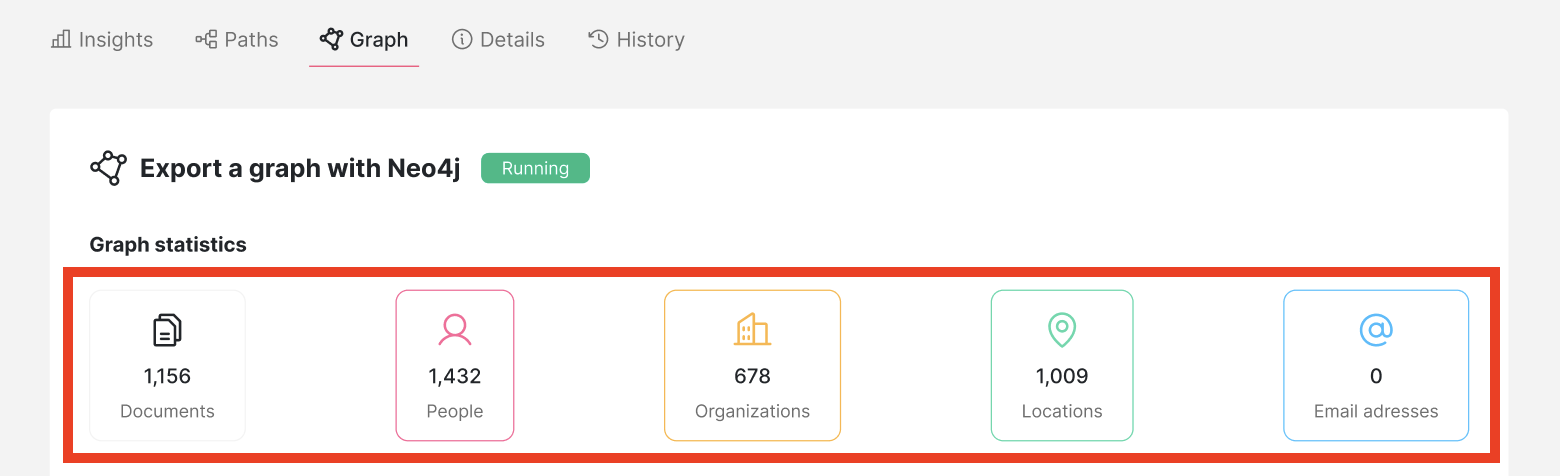 Insights Paths Graph Details History
Export a graph with Neo4j Running
Graph statistics
1,156 1,432 678 1,009 0
Documents People Organizations Locations Email adresses